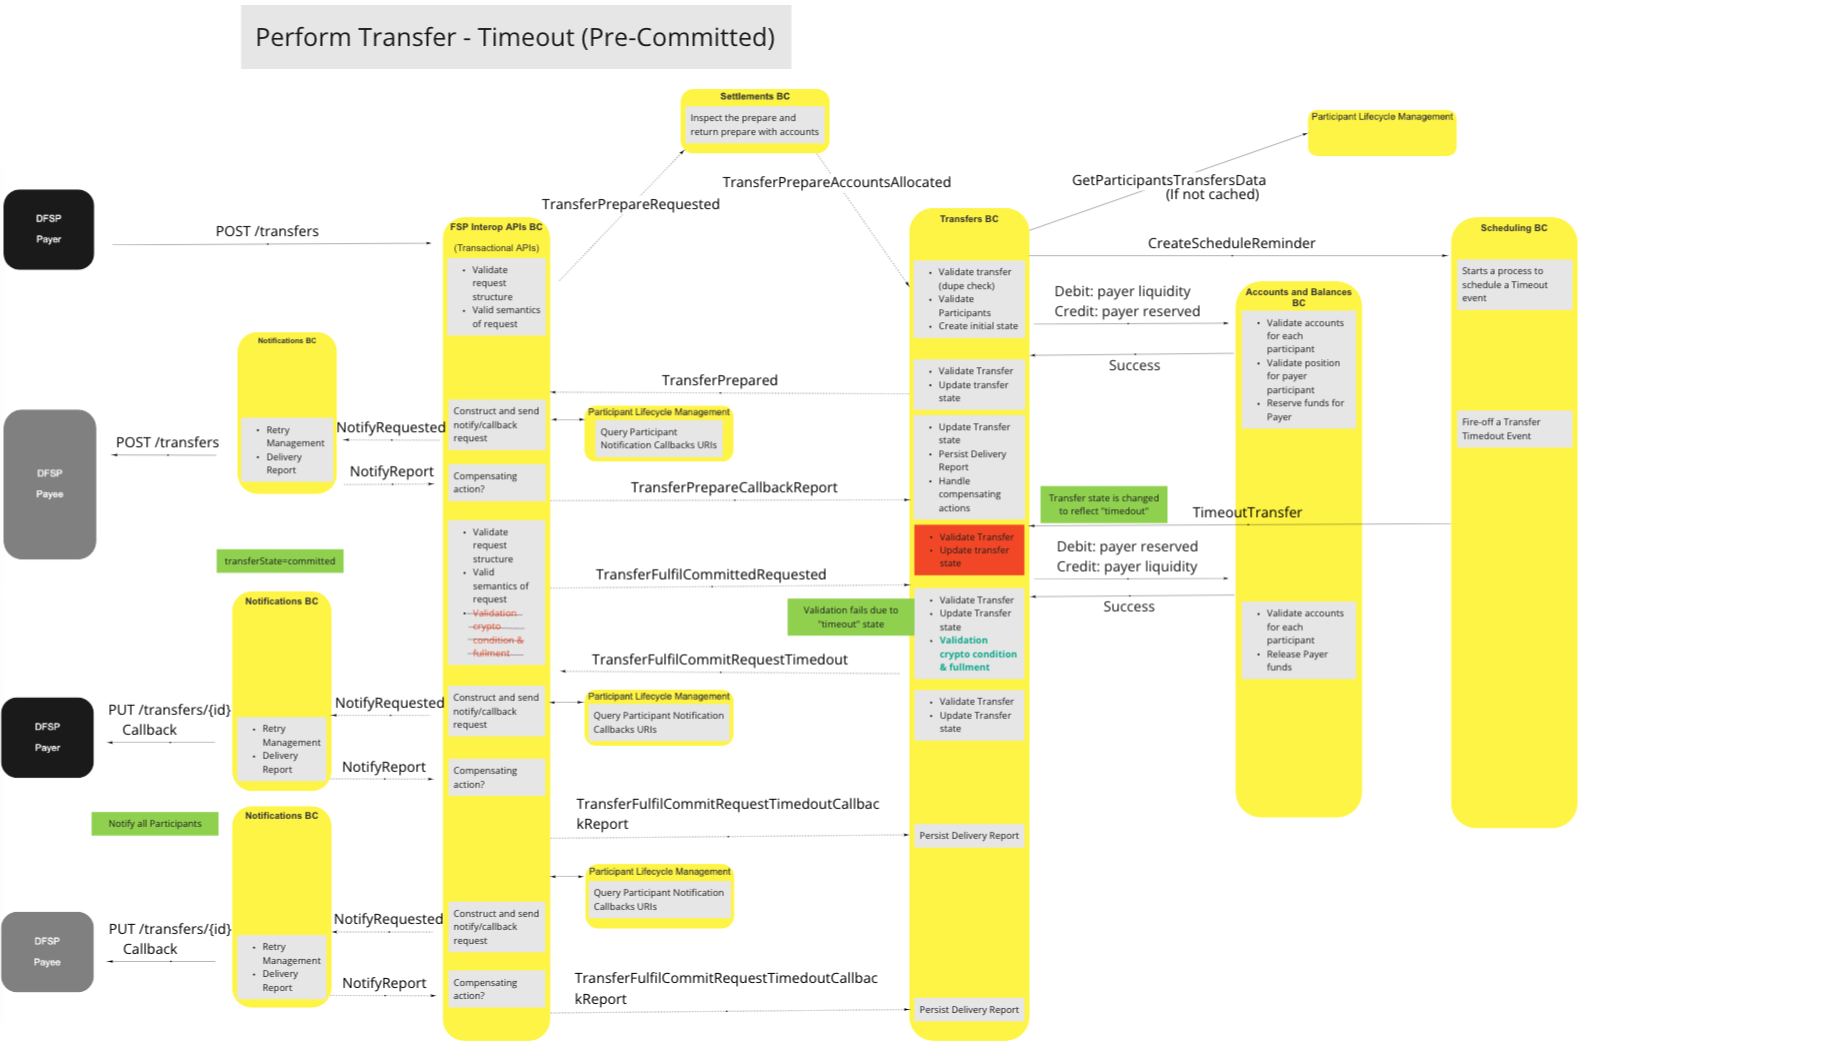 Perform Transfer - Timeout (Pre-Committed)
Settlements BC
Inspect the prepare and
return prepare with accounts
Participant Lifecycle Management
TransferPrepareAccountsAllocated
GetParticipantsTransfersData
(If not cached)
TransferPrepareRequested
DFSP
Payer
POST /transfers
FSP Interop APIs BC
(Transactional APIs)
• Validate
request
structure
• Valid semantics
of request
Transfers BC
• Validate transfer
(dupe check)
• Validate
Participants
• Create initial state
CreateScheduleReminder
Scheduling BC
Starts a process to
schedule a Timeout
event
Debit: payer liquidity
Credit: payer reserved
Accounts and Balances
BC
• Validate accounts
for each
participant
• Validate position
for payer
participant
• Reserve funds for
Payer
Success
Notifications BC
• Validate Transfer
• Update transfer
state
TransferPrepared
Construct and send
notify/callback
request
Participant Lifecycle Management
Query Participant
Notification Callbacks URIs
NotifyRequested
• Retry
Management
• Delivery
Report
POST /transfers
DFSP
Payee
NotifyReport
Compensating
action?
TransferPrepareCallbackReport
• Update Transfer
state
• Persist Delivery
Report
• Handle
compensating
actions
Fire-off a Transfer
Timedout Event
Transfer state is changed
to reflect "timedout"
TimeoutTransfer
• Validate Transfer
• Update transfer
state
Debit: payer reserved
Credit: payer liquidity
Success
• Validate
request
structure
• Valid
semantics of
request
• Validation
crypto
condition &
fullment
transferState=committed
TransferFulfilCommittedRequested
Validation fails due to
"timeout" state
• Validate Transfer
• Update Transfer
state
• Validation
crypto condition
& fullment
• Validate accounts
for each
participant
• Release Payer
funds
Notifications BC
TransferFulfilCommitRequestTimedout
Construct and send
notify/callback
request
Participant Lifecycle Management
Query Participant Notification
Callbacks URIs
• Validate Transfer
• Update Transfer
state
NotifyRequested
• Retry
Management
• Delivery
Report
PUT /transfers/{id}
Callback
DFSP
Payer
NotifyReport
Compensating
action?
TransferFulfilCommitRequestTimedoutCallbac
kReport
Persist Delivery Report
Notify all Participants
Notifications BC
Participant Lifecycle Management
Query Participant Notification
Callbacks URIs
Construct and send
notify/callback
request
NotifyRequested
• Retry
Management
• Delivery
Report
PUT /transfers/{id}
Callback
DFSP
Payee
NotifyReport
Compensating
action?
TransferFulfilCommitRequestTimedoutCallbac
kReport
Persist Delivery Report